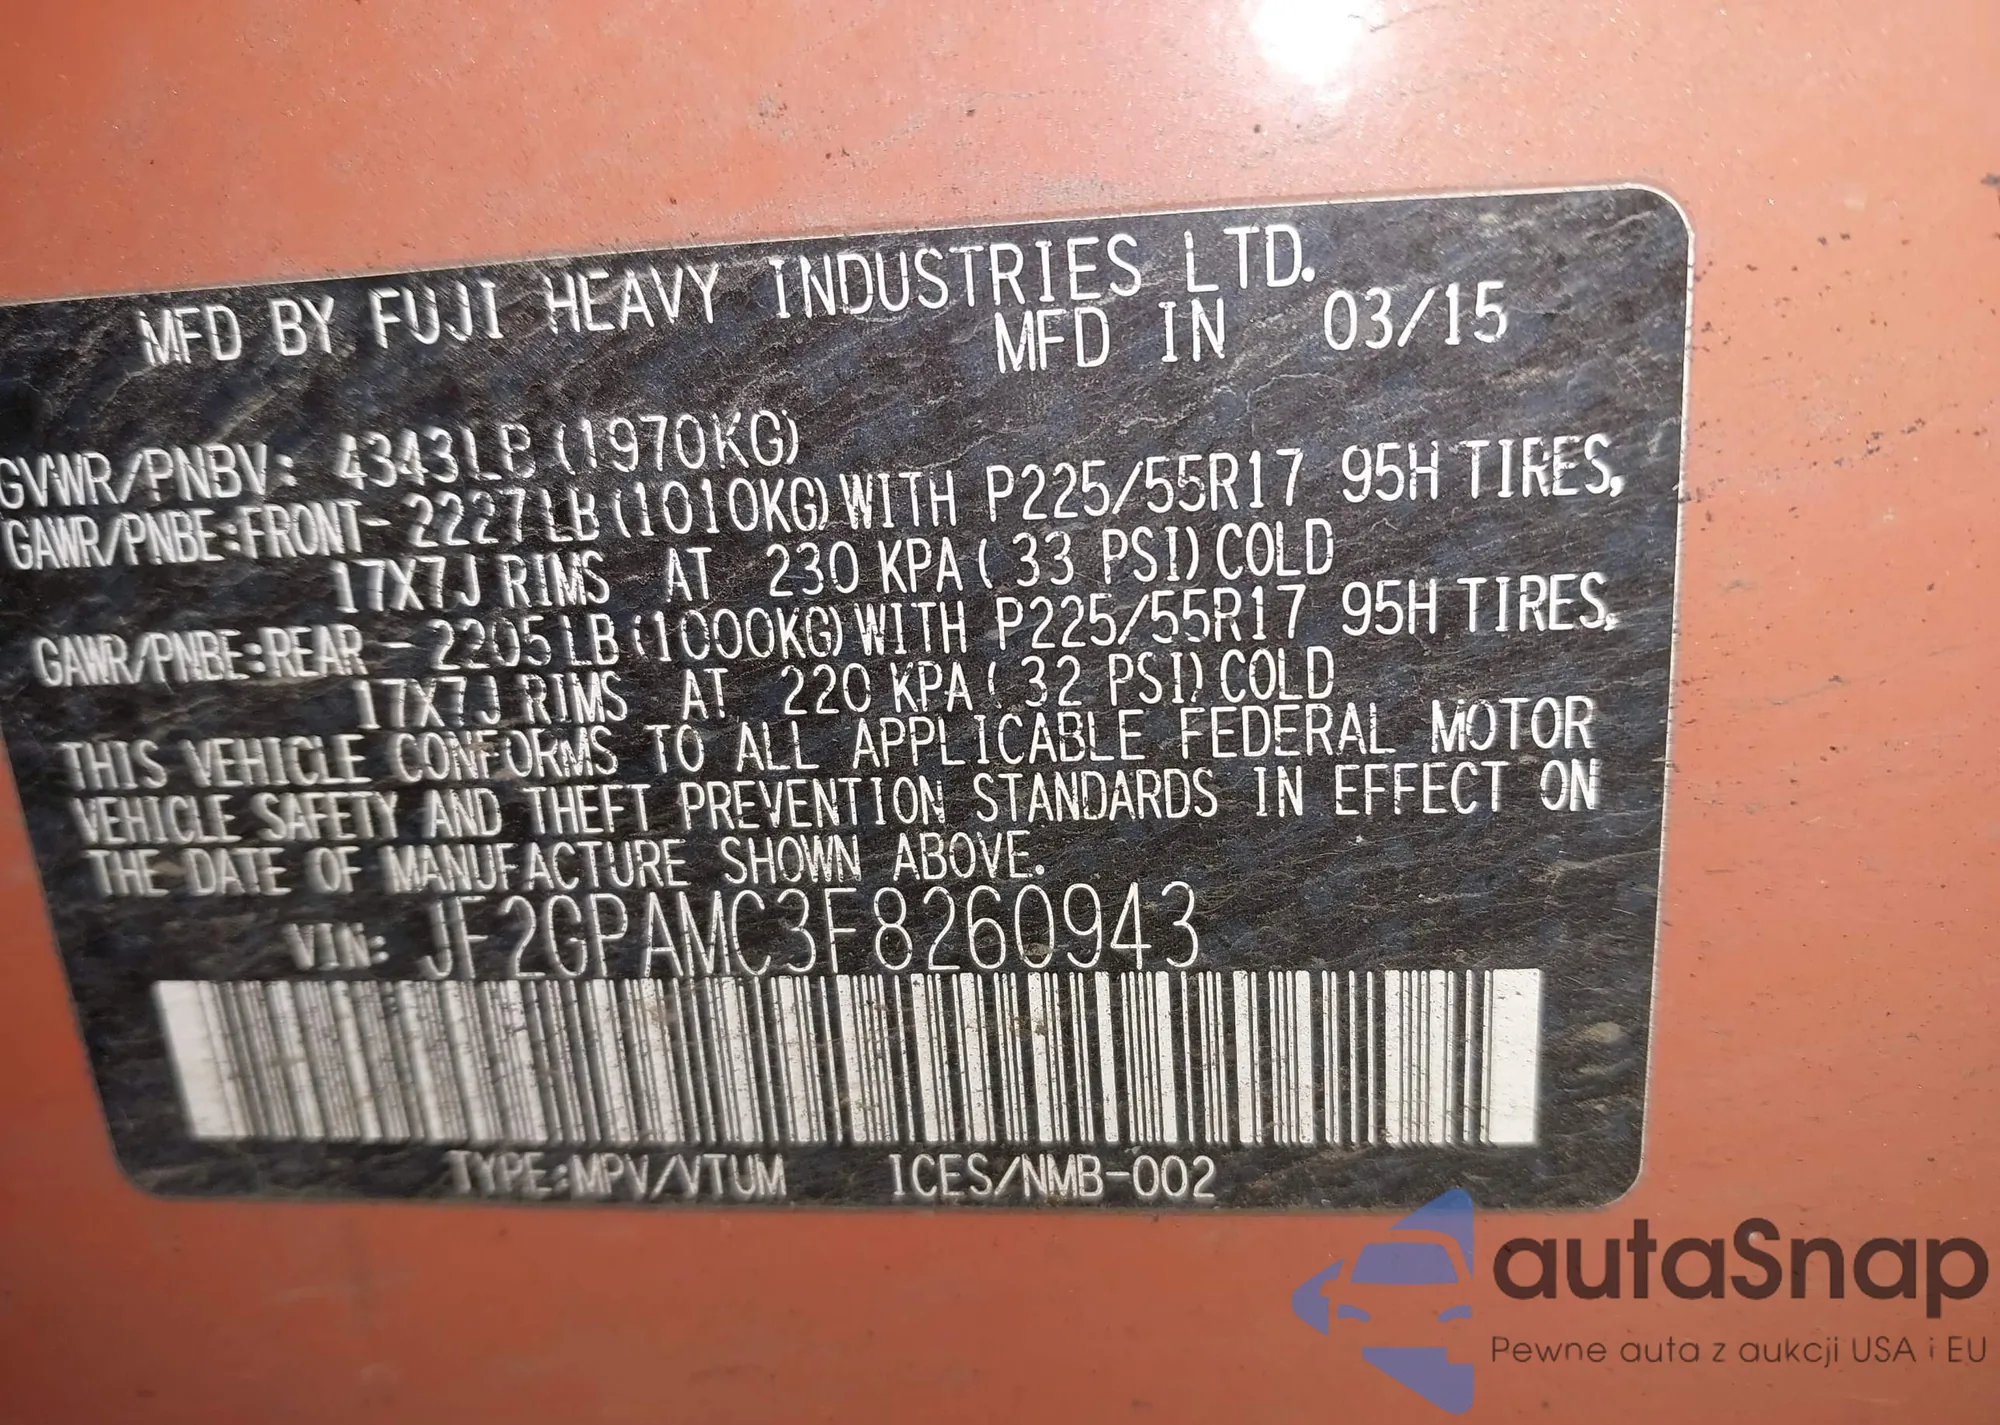 MFD BY FUJI HEAVY INDUSTRIES LTD.
MFD IN 03/15
GVWR/PNBV: 4343LB (1970KG)
GAWR/PNBE:FRONT- 2227LB (1010KG) WITH P225/55R17 95H TIRES,
17X7J RIMS AT 230 KPA ( 33 PSI) COLD
GAWR/PNBE:REAR - 2205LB (1000KG) WITH P225/55R17 95H TIRES,
17X7J RIMS AT 220 KPA ( 32 PSI) COLD
THIS VEHICLE CONFORMS TO ALL APPLICABLE FEDERAL MOTOR
VEHICLE SAFETY AND THEFT PREVENTION STANDARDS IN EFFECT ON
THE DATE OF MANUFACTURE SHOWN ABOVE.
VIN: JF2GPAMC3F8260943
TYPE:MPV/VTUM ICES/NMB-002
autaSnap
Pewne auta z aukcji USA i EU